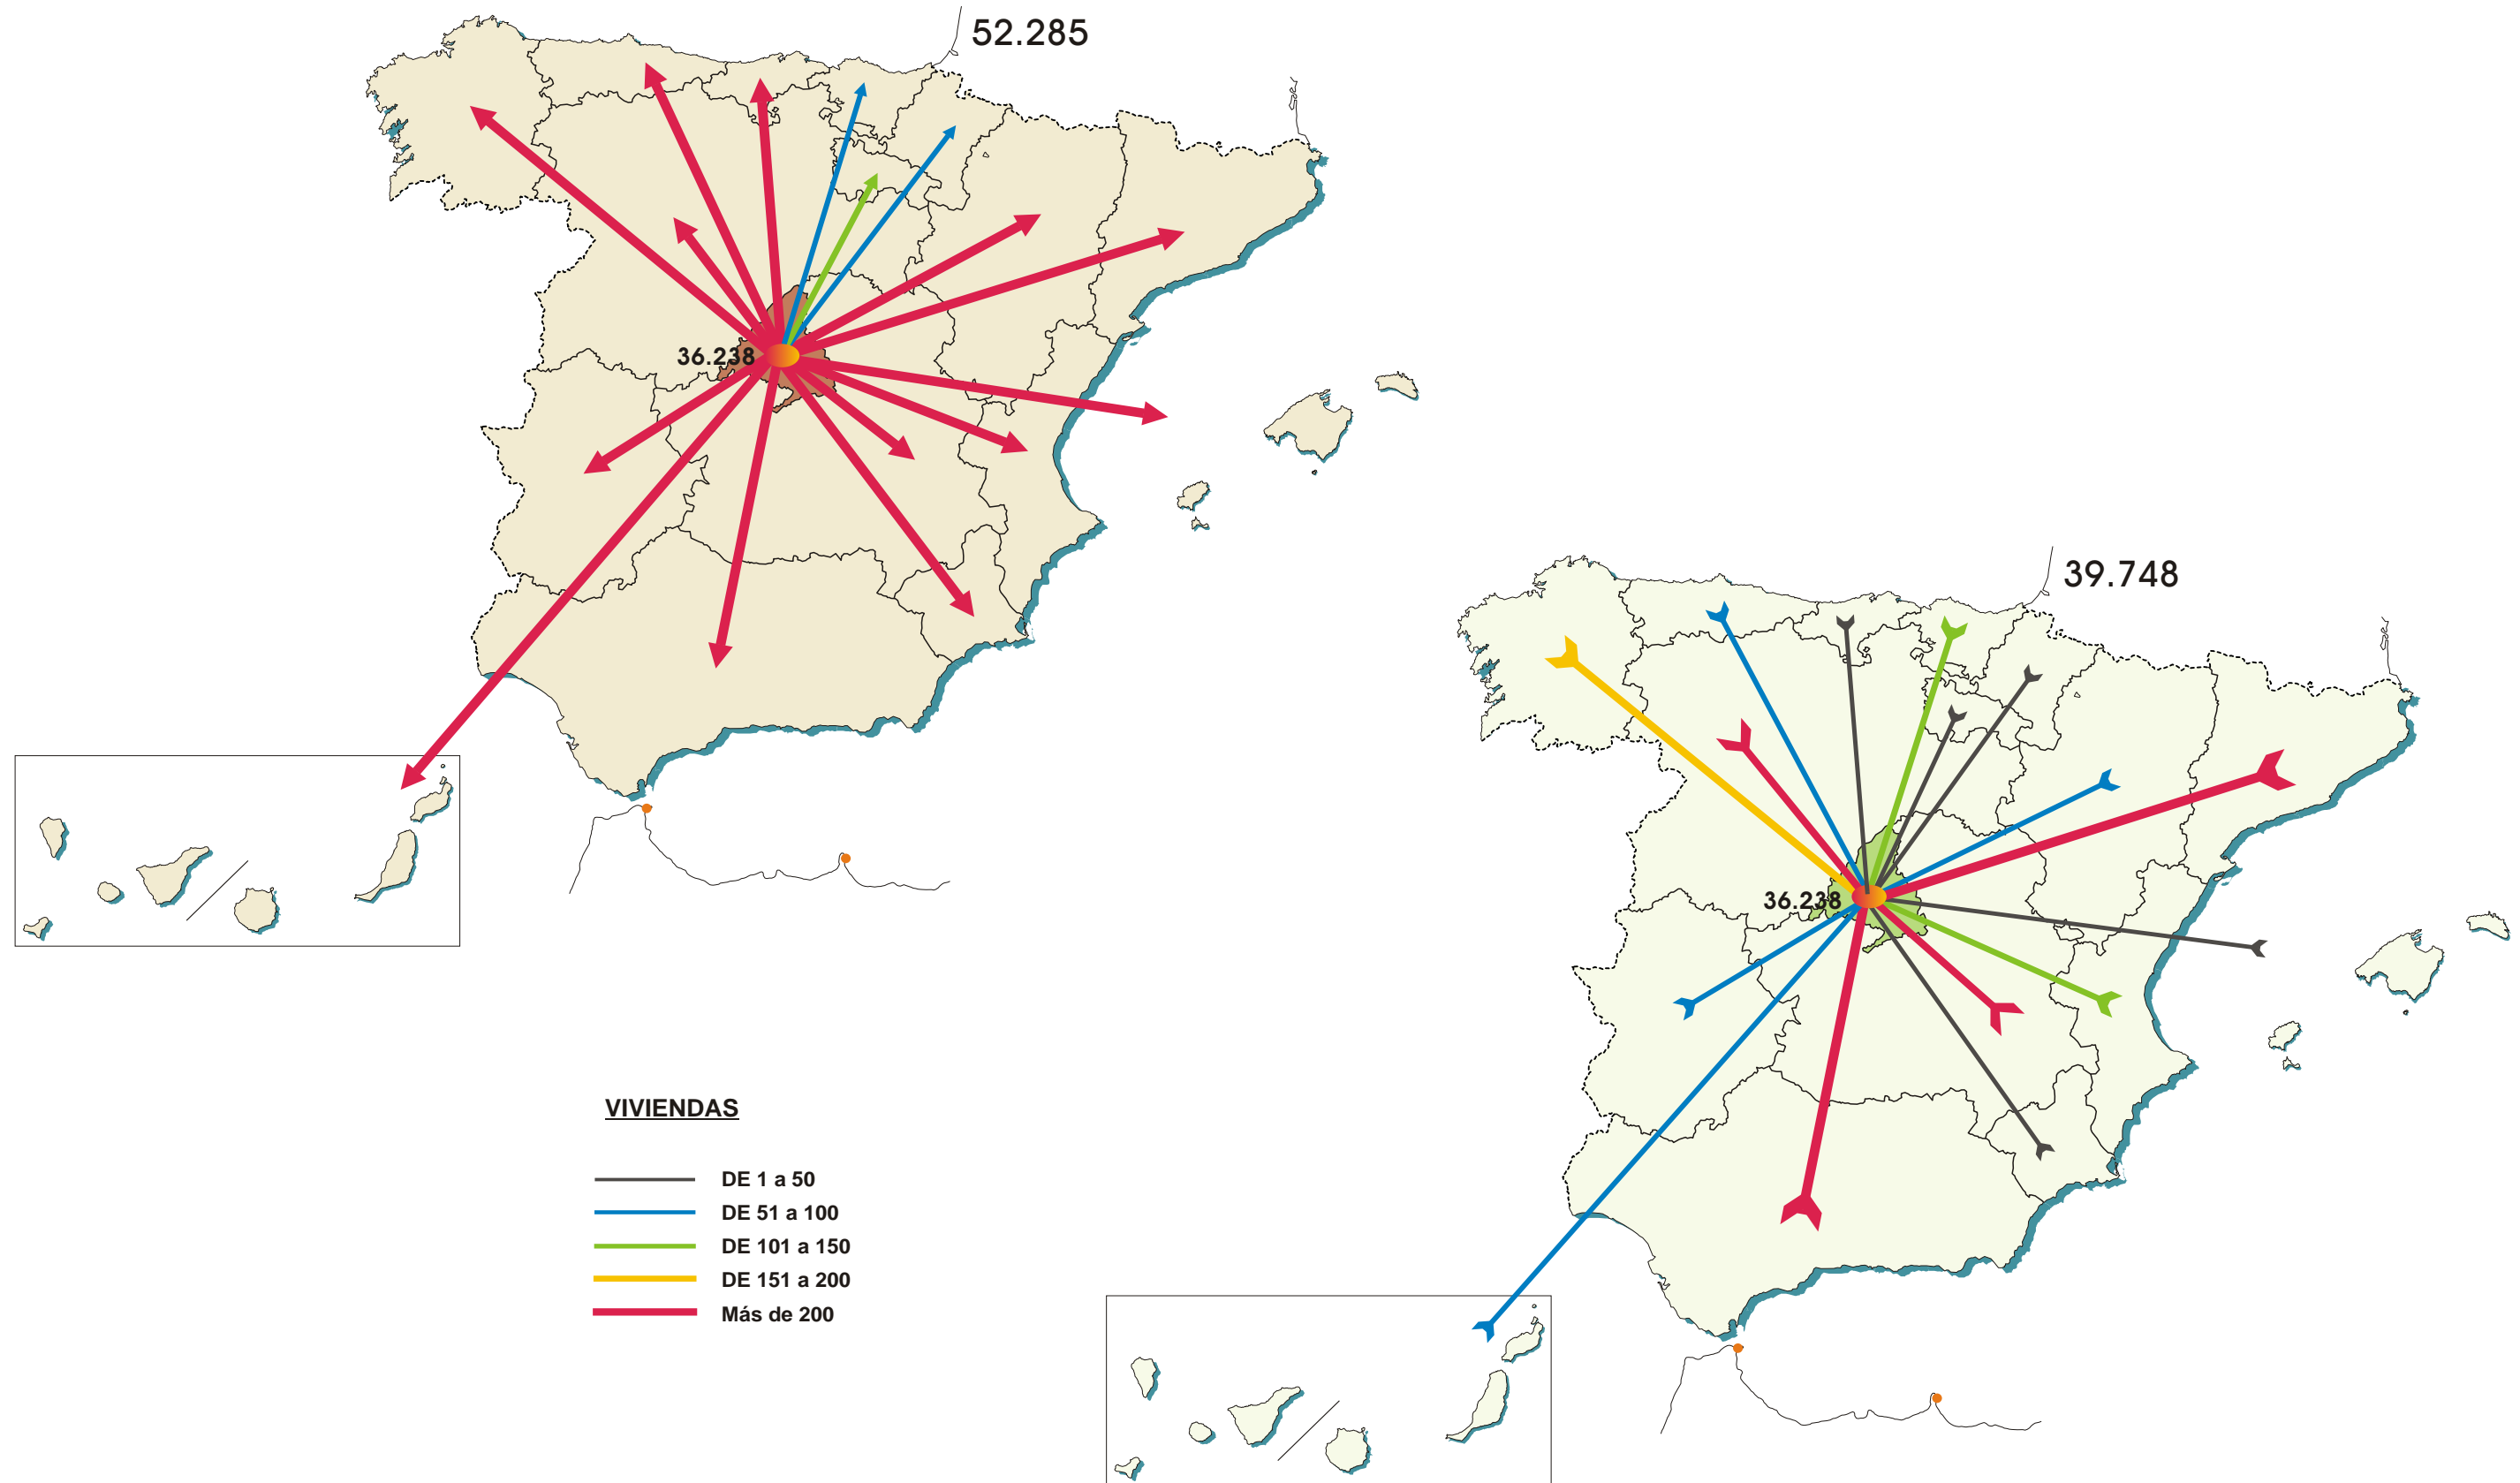 52.285
36.238
39.748
36.238
VIVIENDAS
DE 1 a 50
DE 51 a 100
DE 101 a 150
DE 151 a 200
Más de 200